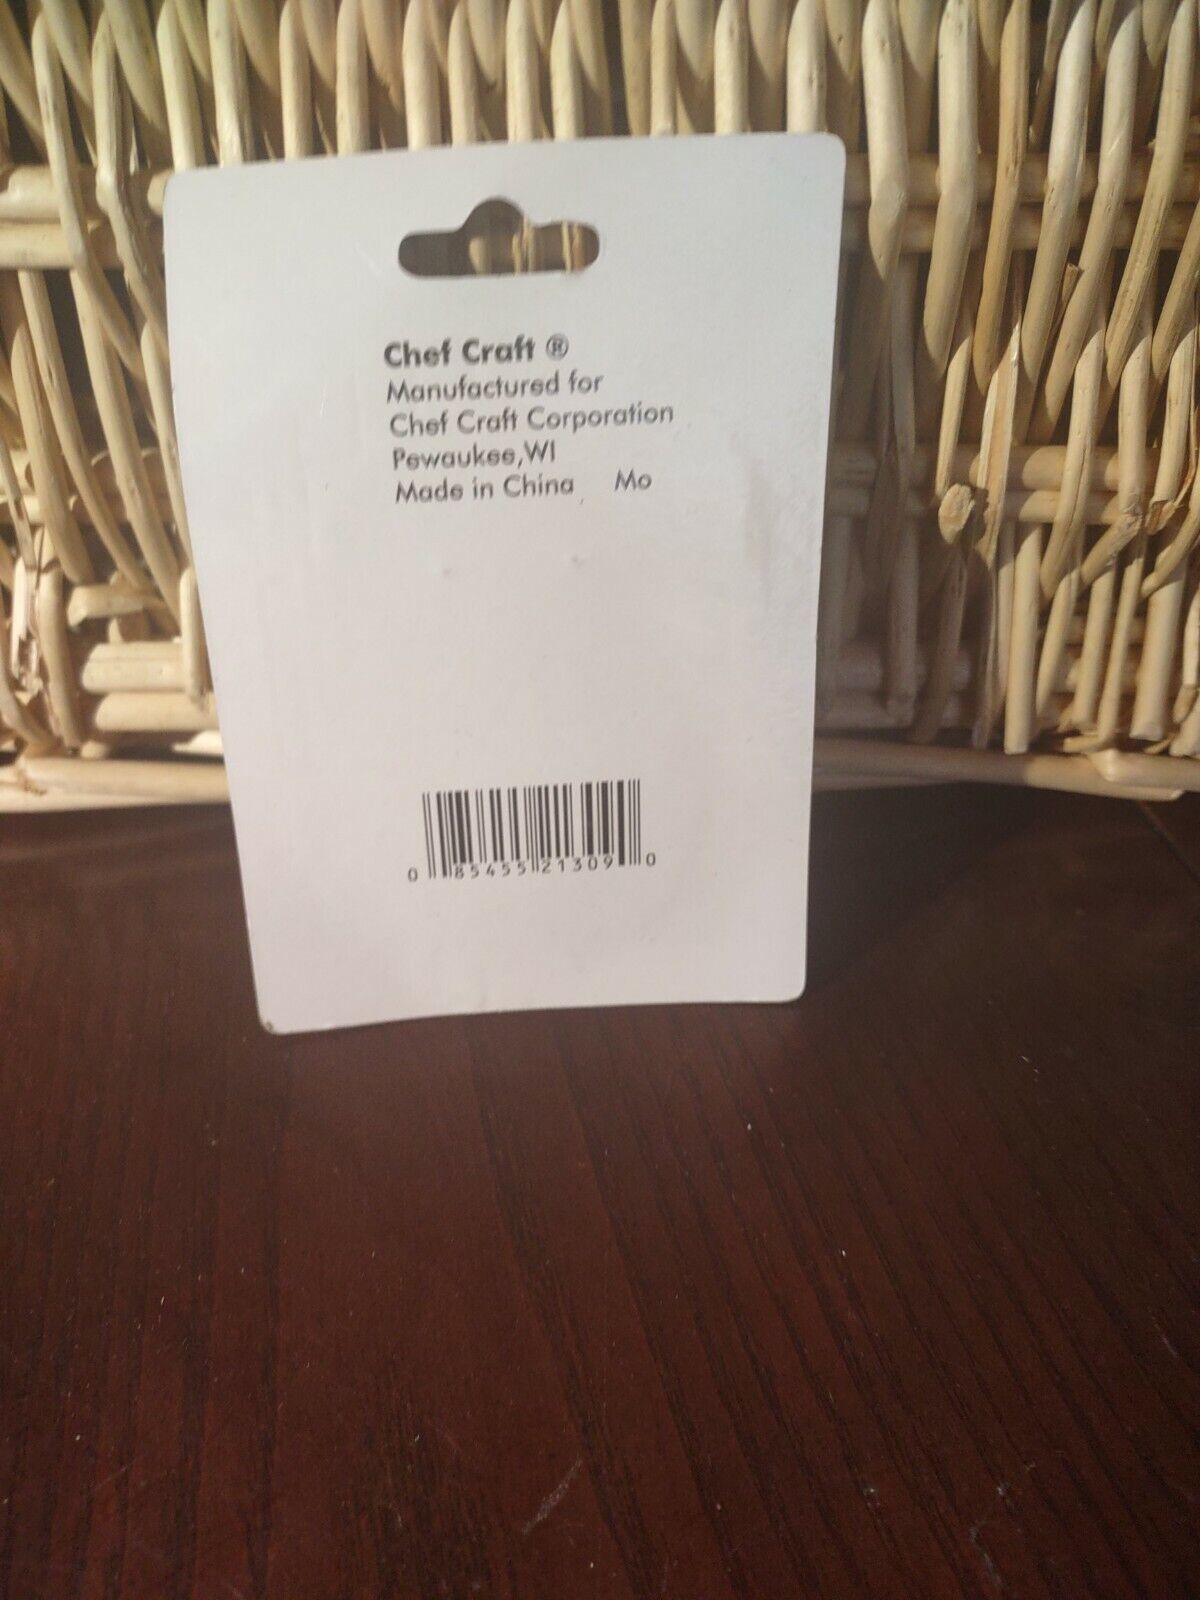 Chef Craft ®
Manufactured for
Chef Craft Corporation
Pewaukee,WI
Made in China Mo
0 85455 21309 0